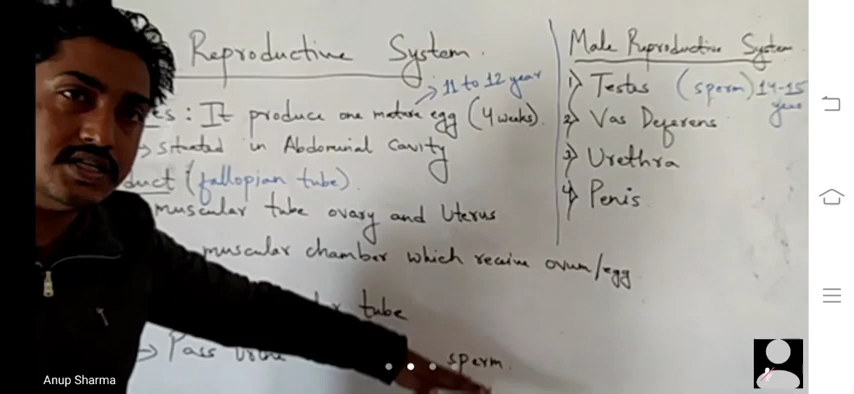 Reproductive System.
es : It produce one mature egg (4 weeks).
→ 11 to 12 year
→ situated in Abdominal Cavity
duct (fallopian tube).
muscular tube ovary and Uterus
muscular chamber which receive ovum/egg
tube
→ Pass Urine
sperm.
Male Reproductive System
1) Testes (sperm) 14-15 year
2) Vas Deferens
3) Urethra
4) Penis
Anup Sharma